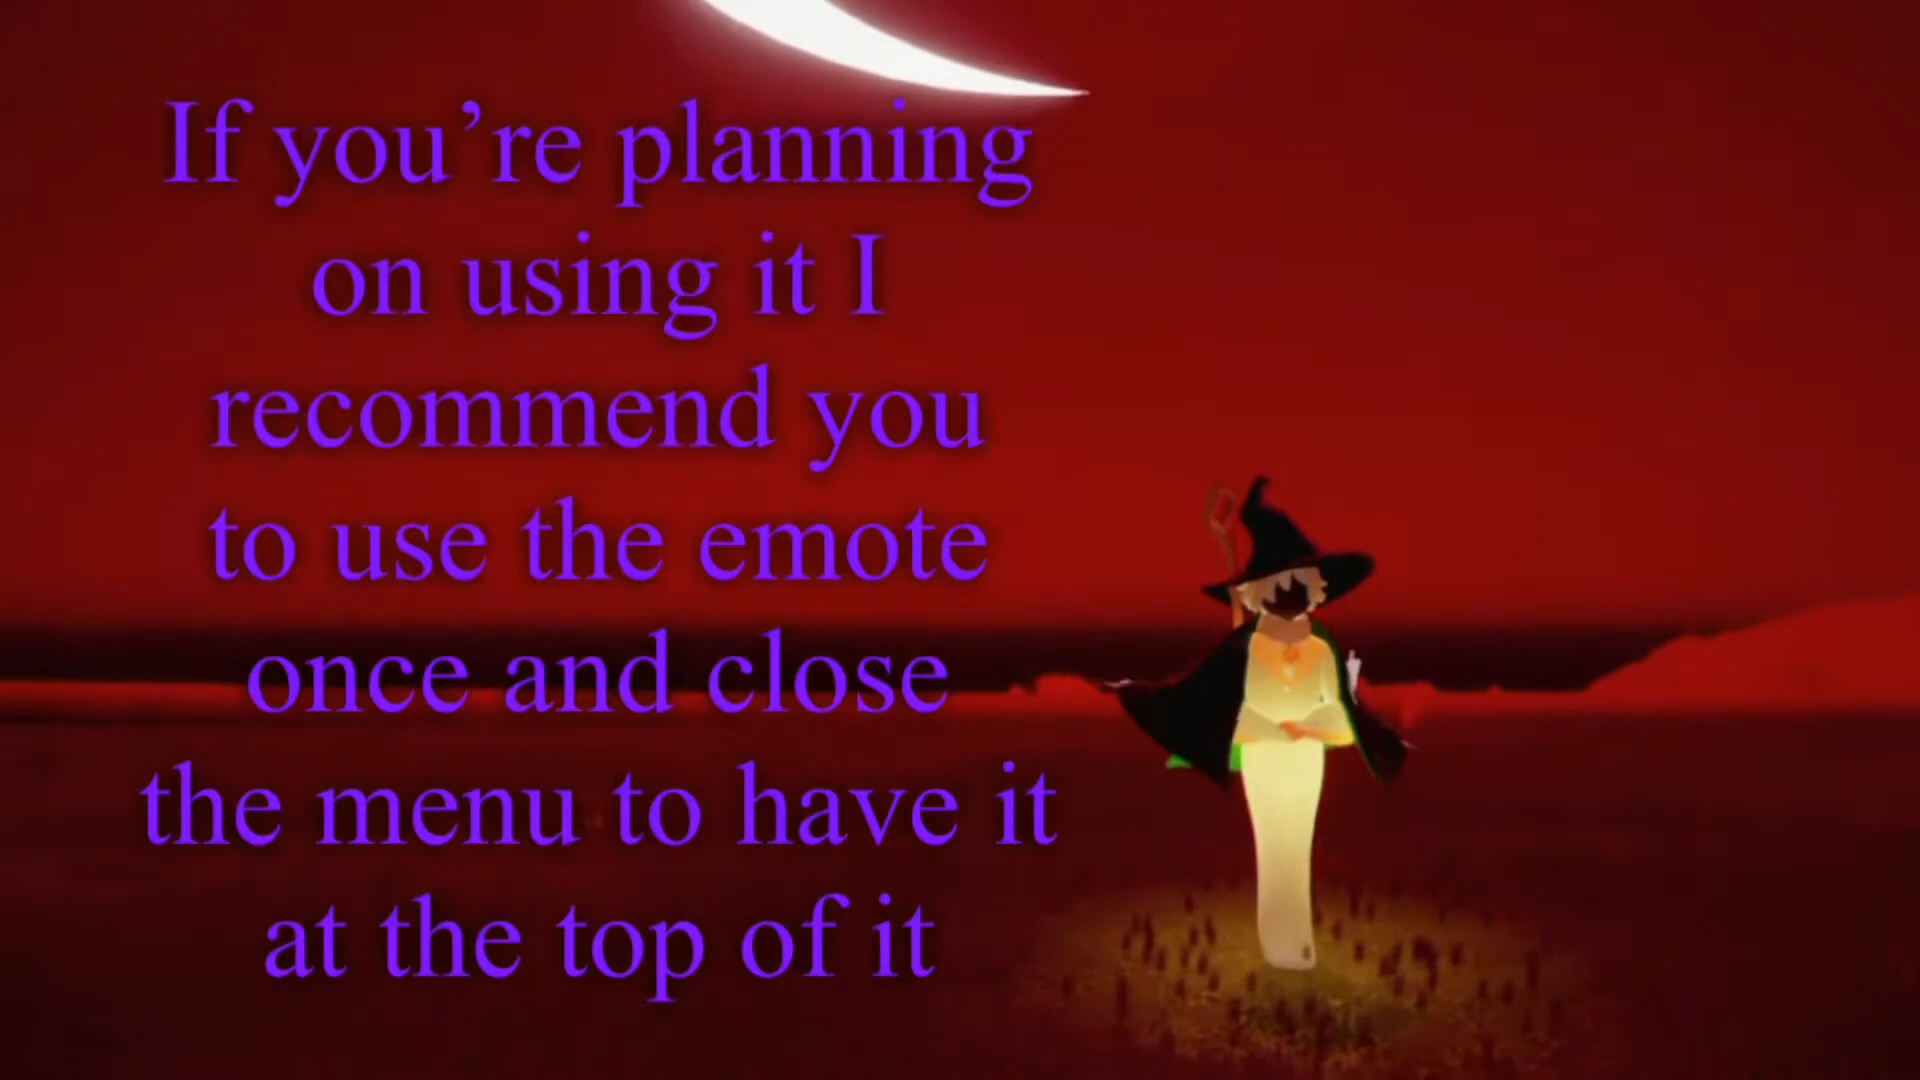 If you’re planning
on using it I
recommend you
to use the emote
once and close
the menu to have it
at the top of it